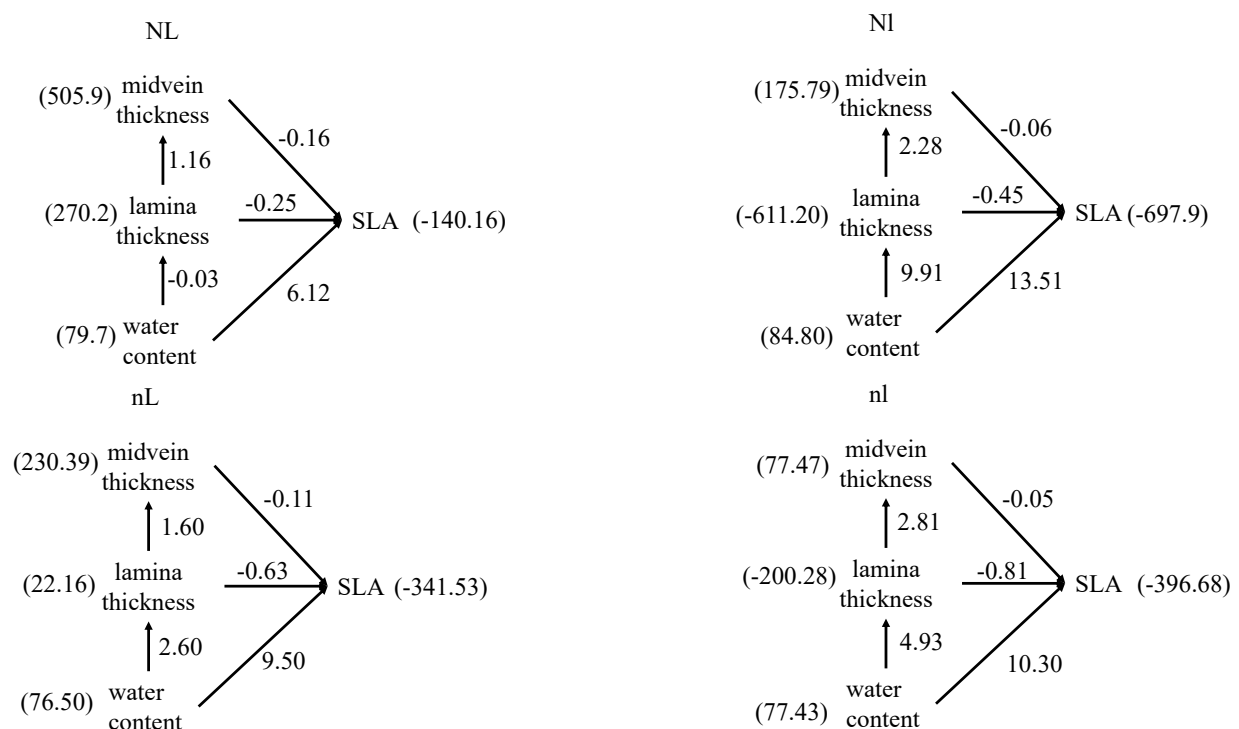 NL
(505.9) midvein
thickness
-0.16
1.16
(270.2) lamina
thickness
-0.25
SLA (-140.16)
-0.03
6.12
(79.7) water
content
Nl
(175.79) midvein
thickness
-0.06
2.28
(-611.20) lamina
thickness
-0.45
SLA (-697.9)
9.91
13.51
(84.80) water
content
nL
(230.39) midvein
thickness
-0.11
1.60
(22.16) lamina
thickness
-0.63
SLA (-341.53)
2.60
9.50
(76.50) water
content
nl
(77.47) midvein
thickness
-0.05
2.81
(-200.28) lamina
thickness
-0.81
SLA (-396.68)
4.93
10.30
(77.43) water
content